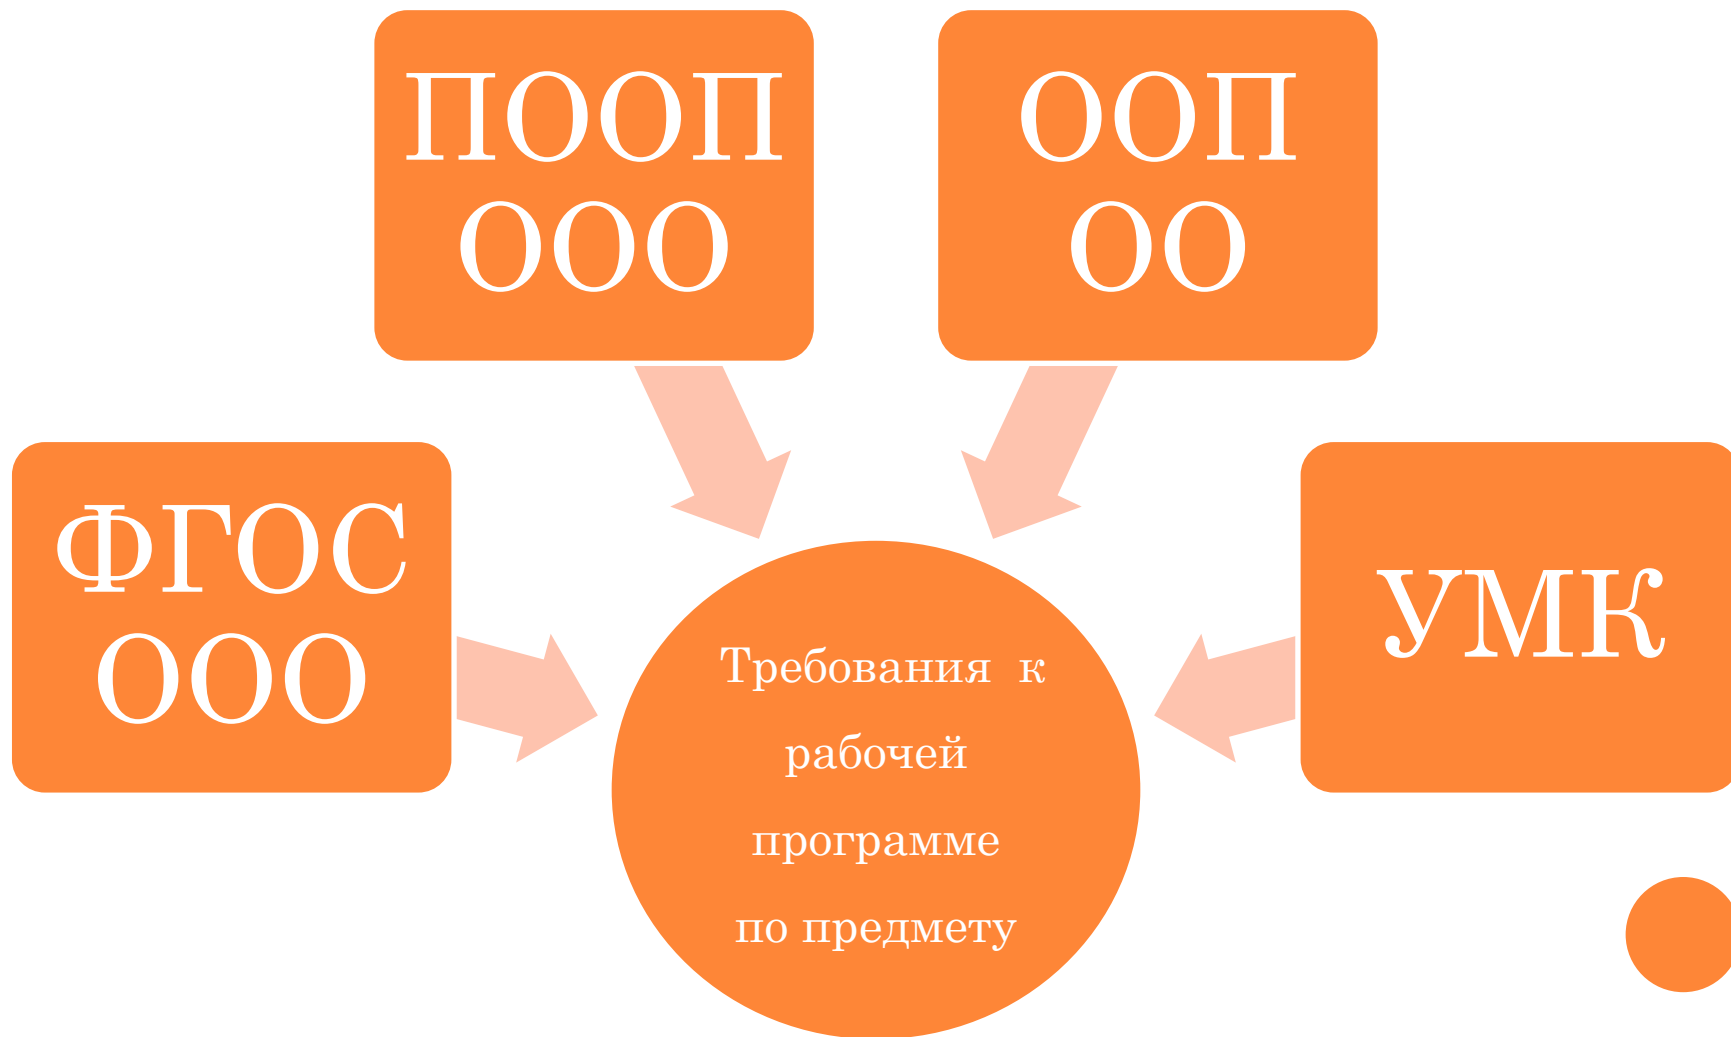 ПООП
ООО
ООП
ОО
ФГОС
ООО
УМК
Требования к
рабочей
программе
по предмету